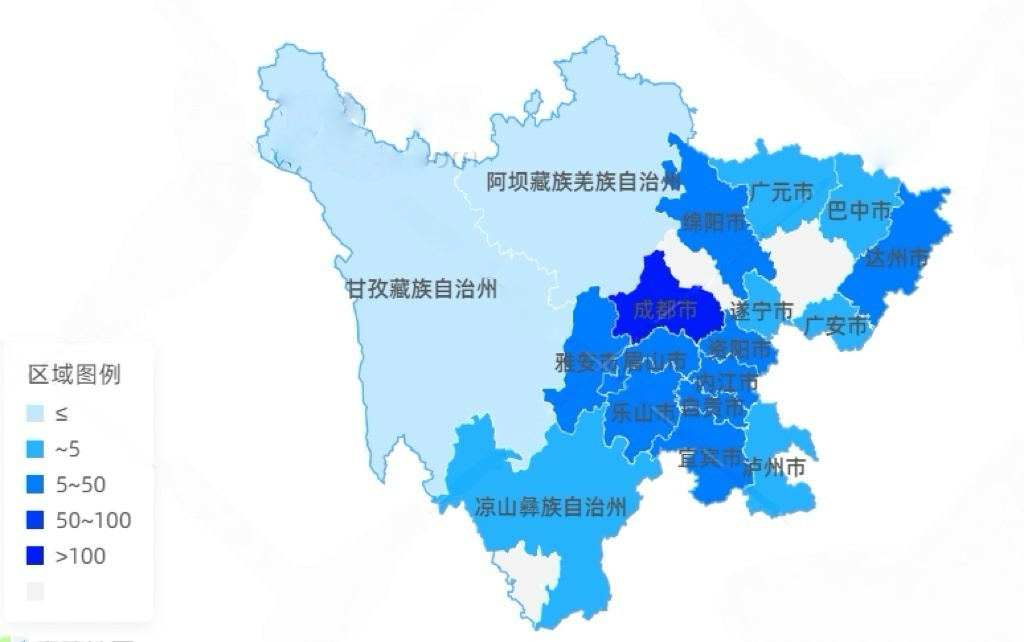 阿坝藏族羌族自治州
广元市
绵阳市
巴中市
达州市
甘孜藏族自治州
成都市
遂宁市
广安市
雅安市
眉山市
资阳市
内江市
乐山市
自贡市
宜宾市
泸州市
凉山彝族自治州
区域图例
≤
~5
5~50
50~100
>100